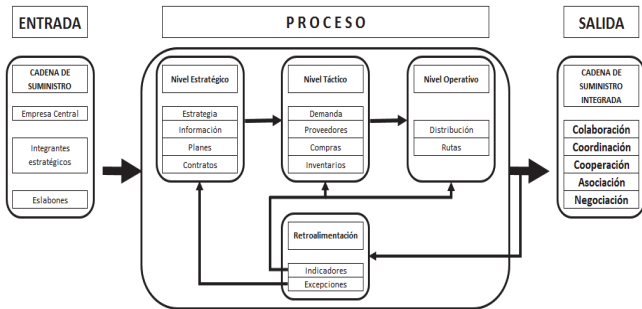 ENTRADA
PROCESO
SALIDA
CADENA DE
SUMINISTRO
Empresa Central
Integrantes
estratégicos
Eslabones
Nivel Estratégico
Estrategia
Información
Planes
Contratos
Nivel Táctico
Demanda
Proveedores
Compras
Inventarios
Nivel Operativo
Distribución
Rutas
Retroalimentación
Indicadores
Excepciones
CADENA DE
SUMINISTRO
INTEGRADA
Colaboración
Coordinación
Cooperación
Asociación
Negociación